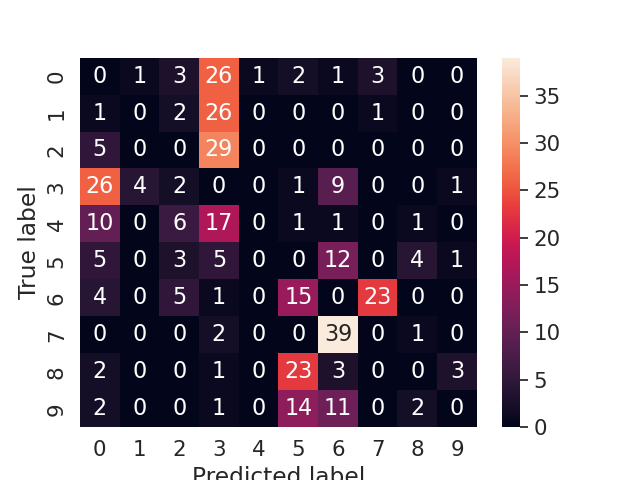 0 0 1 3 26 1 2 1 3 0 0
1 1 0 2 26 0 0 0 1 0 0
2 5 0 0 29 0 0 0 0 0 0
3 26 4 2 0 0 1 9 0 0 1
4 10 0 6 17 0 1 1 0 1 0
5 5 0 3 5 0 0 12 0 4 1
6 4 0 5 1 0 15 0 23 0 0
7 0 0 0 2 0 0 39 0 1 0
8 2 0 0 1 0 23 3 0 0 3
9 2 0 0 1 0 14 11 0 2 0
0 1 2 3 4 5 6 7 8 9
Predicted label
True label
35
30
25
20
15
10
5
0